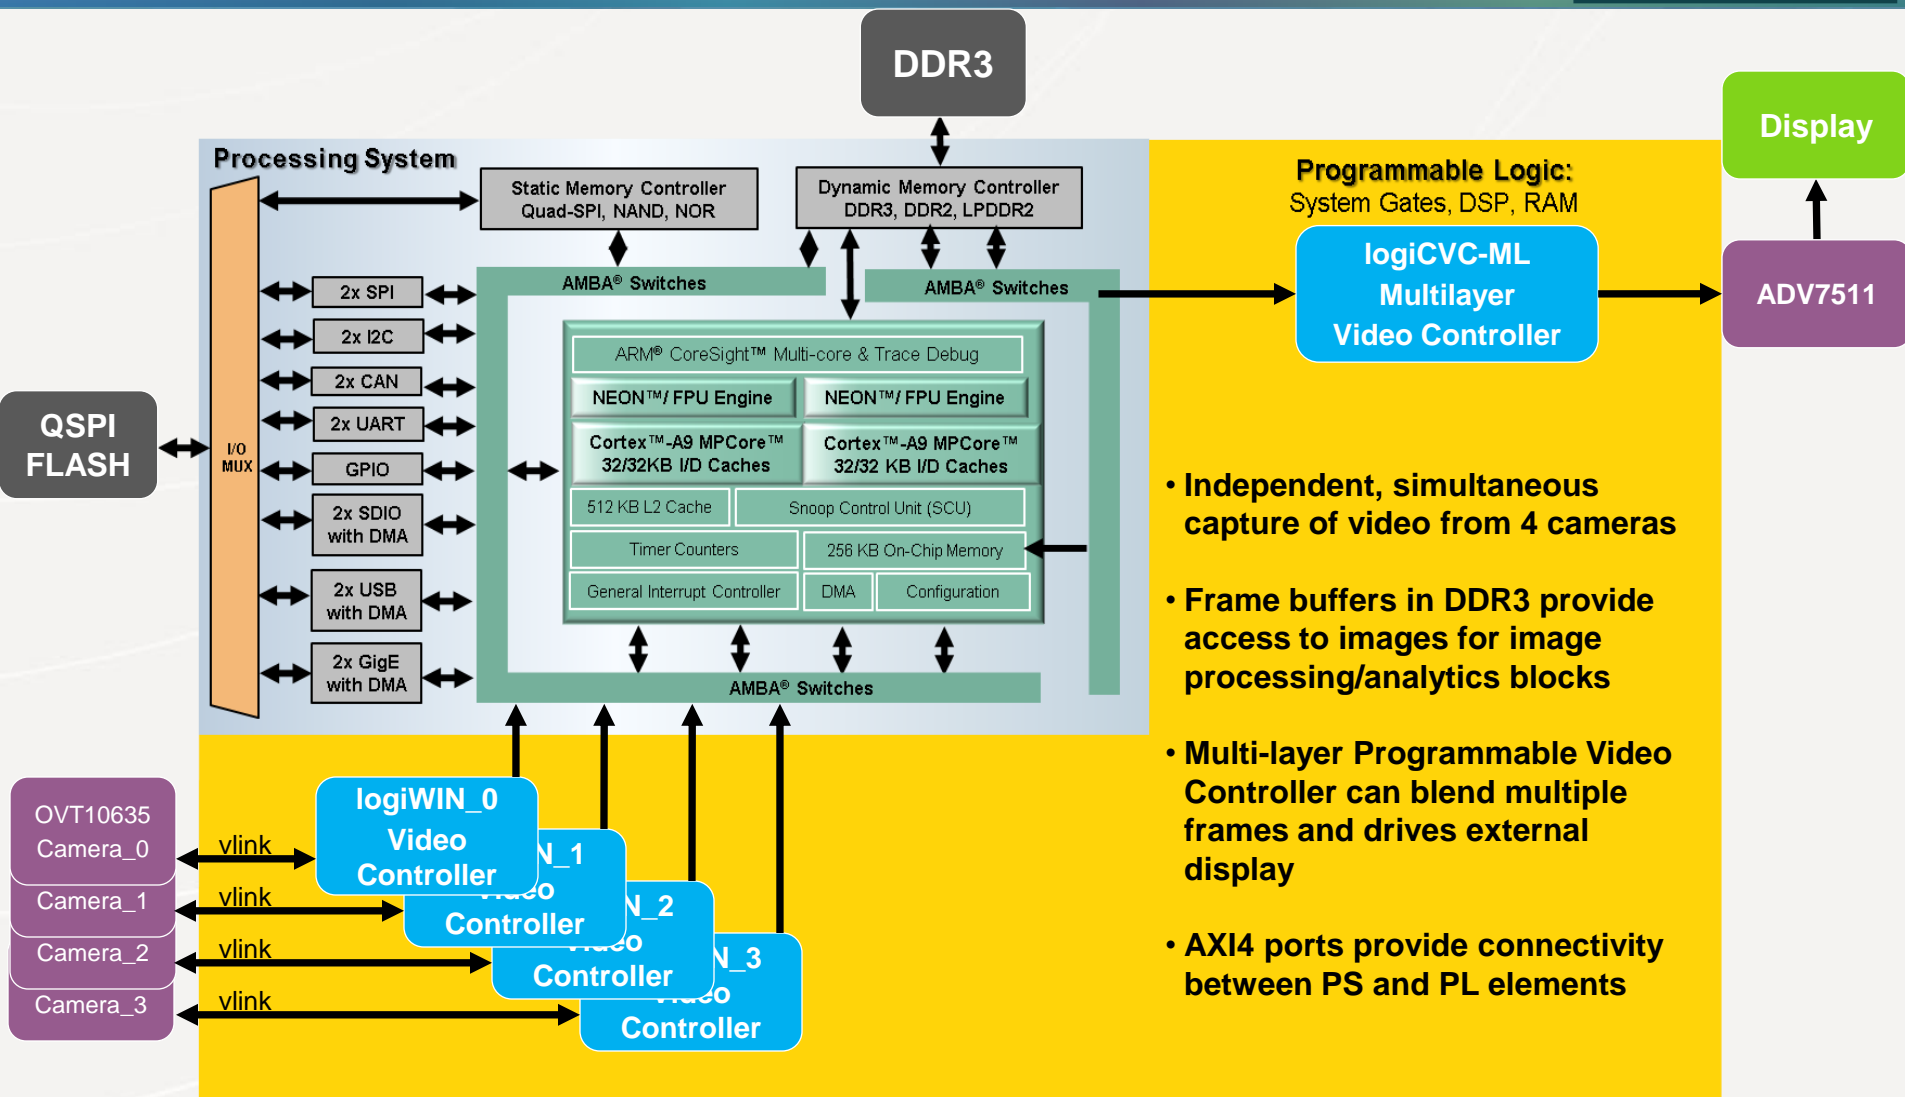 DDR3
Display
Processing System
Static Memory Controller
Quad-SPI, NAND, NOR
Dynamic Memory Controller
DDR3, DDR2, LPDDR2
Programmable Logic:
System Gates, DSP, RAM
logiCVC-ML
Multilayer
Video Controller
ADV7511
AMBA® Switches
AMBA® Switches
2x SPI
2x I2C
2x CAN
2x UART
GPIO
2x SDIO
with DMA
2x USB
with DMA
2x GigE
with DMA
I/O
MUX
QSPI
FLASH
ARM® CoreSight™ Multi-core & Trace Debug
NEON™/ FPU Engine
NEON™/ FPU Engine
Cortex™-A9 MPCore™
32/32KB I/D Caches
Cortex™-A9 MPCore™
32/32 KB I/D Caches
512 KB L2 Cache
Snoop Control Unit (SCU)
Timer Counters
256 KB On-Chip Memory
General Interrupt Controller
DMA
Configuration
AMBA® Switches
• Independent, simultaneous
capture of video from 4 cameras
• Frame buffers in DDR3 provide
access to images for image
processing/analytics blocks
• Multi-layer Programmable Video
Controller can blend multiple
frames and drives external
display
• AXI4 ports provide connectivity
between PS and PL elements
OVT10635
Camera_0
Camera_1
Camera_2
Camera_3
vlink
vlink
vlink
vlink
logiWIN_0
Video
Controller
N_1
Video
Controller
N_2
Video
Controller
N_3
Video
Controller